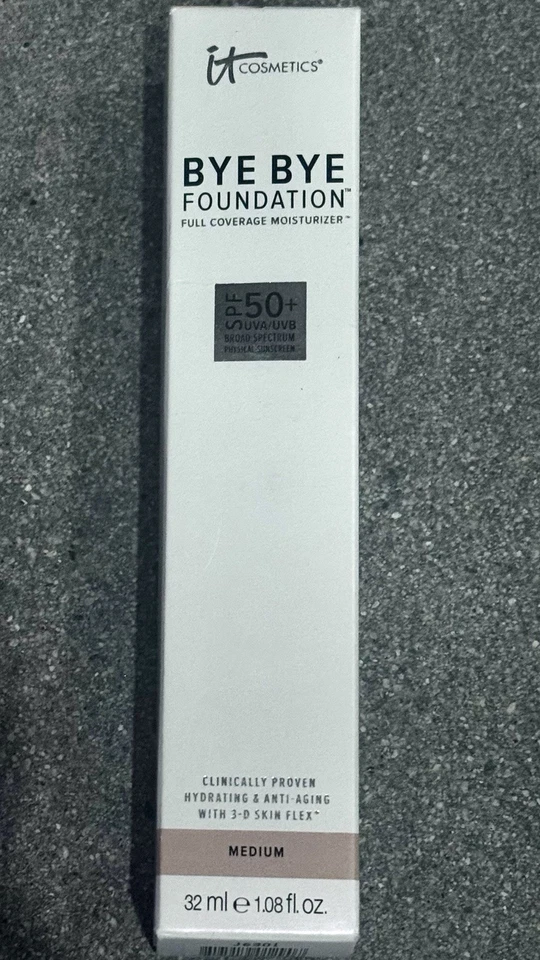 it COSMETICS®
BYE BYE
FOUNDATION™
FULL COVERAGE MOISTURIZER™
SPF 50+
UVA/UVB
BROAD SPECTRUM
PHYSICAL SUNSCREEN
CLINICALLY PROVEN
HYDRATING & ANTI-AGING
WITH 3-D SKIN FLEX™
MEDIUM
32 ml ℮ 1.08 fl. oz.